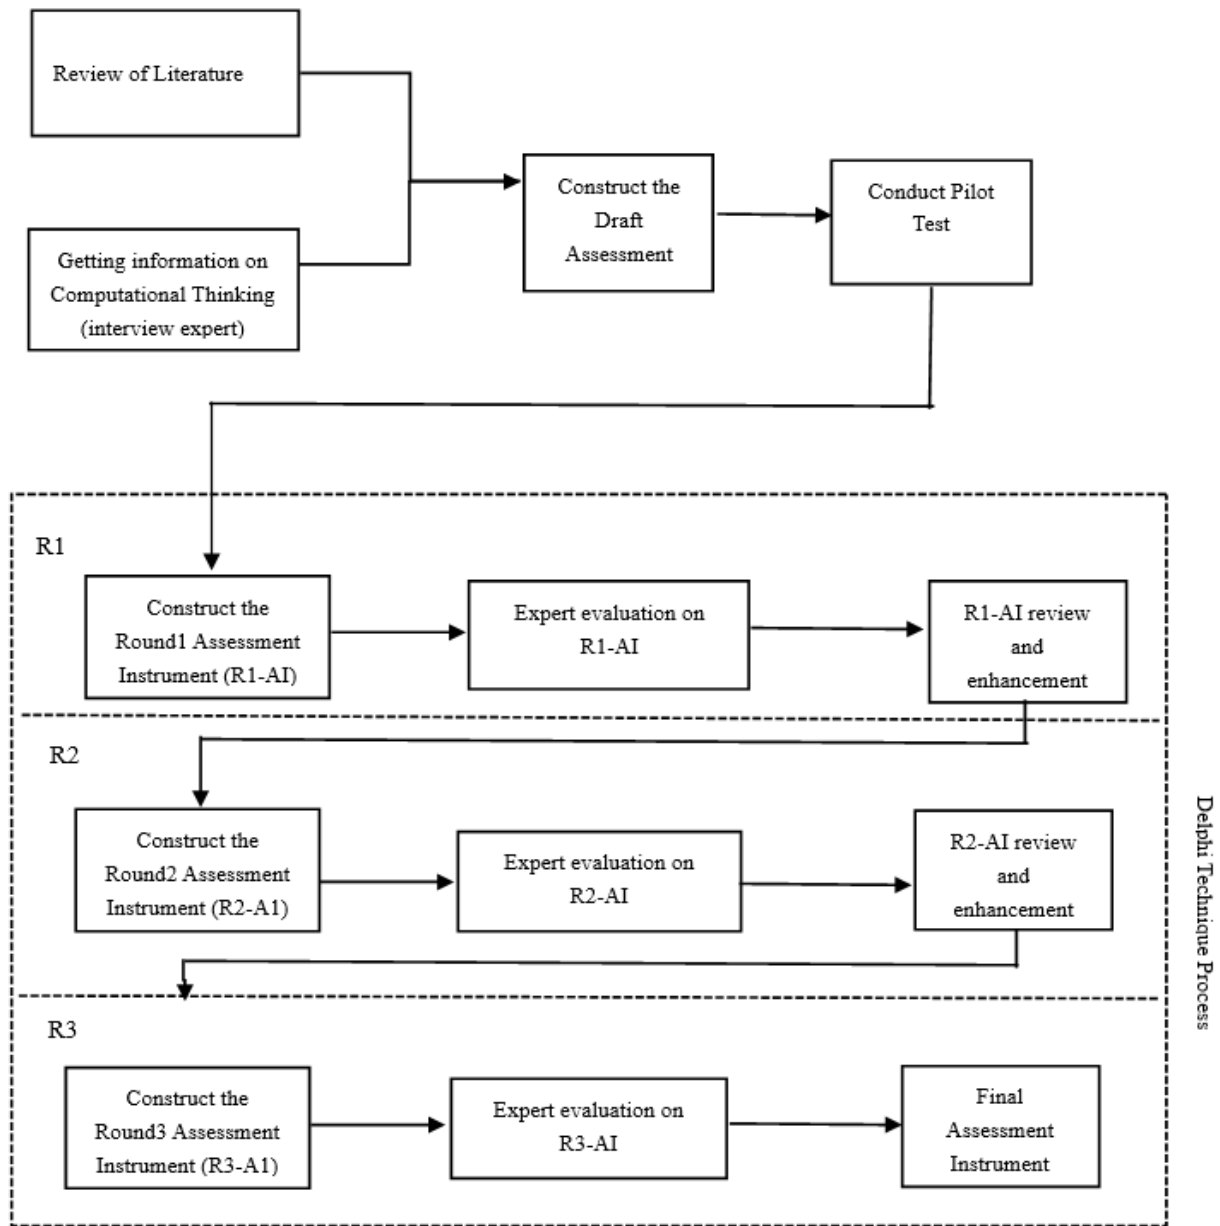 Review of Literature
Getting information on
Computational Thinking
(interview expert)
Construct the
Draft
Assessment
Conduct Pilot
Test
R1
Construct the
Round1 Assessment
Instrument (R1-AI)
Expert evaluation on
R1-AI
R1-AI review
and
enhancement
R2
Construct the
Round2 Assessment
Instrument (R2-A1)
Expert evaluation on
R2-AI
R2-AI review
and
enhancement
R3
Construct the
Round3 Assessment
Instrument (R3-A1)
Expert evaluation on
R3-AI
Final
Assessment
Instrument
Delphi Technique Process